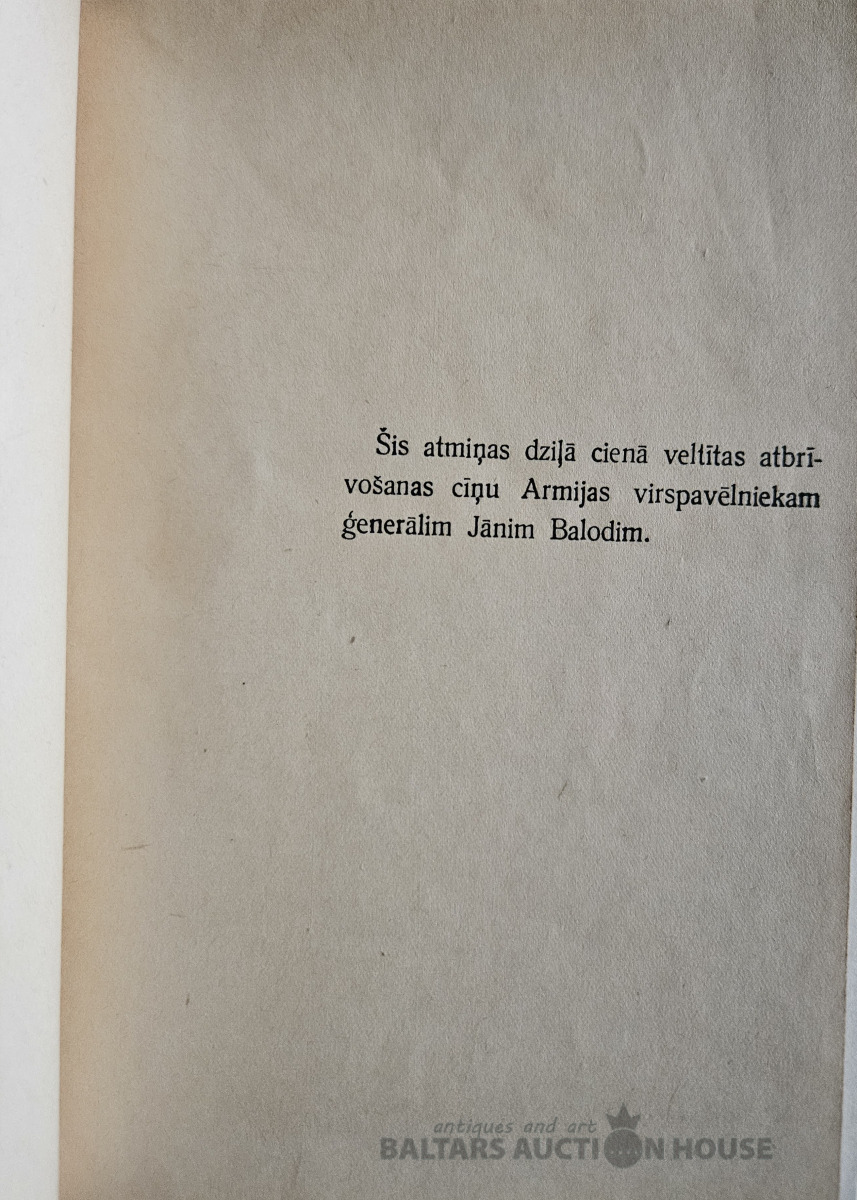 Šis atmiņas dziļā cienā veltītas atbrī-
vošanas cīņu Armijas virspavēlniekam
ģenerālim Jānim Balodim.
antiques and art
BALTARS AUCTION HOUSE